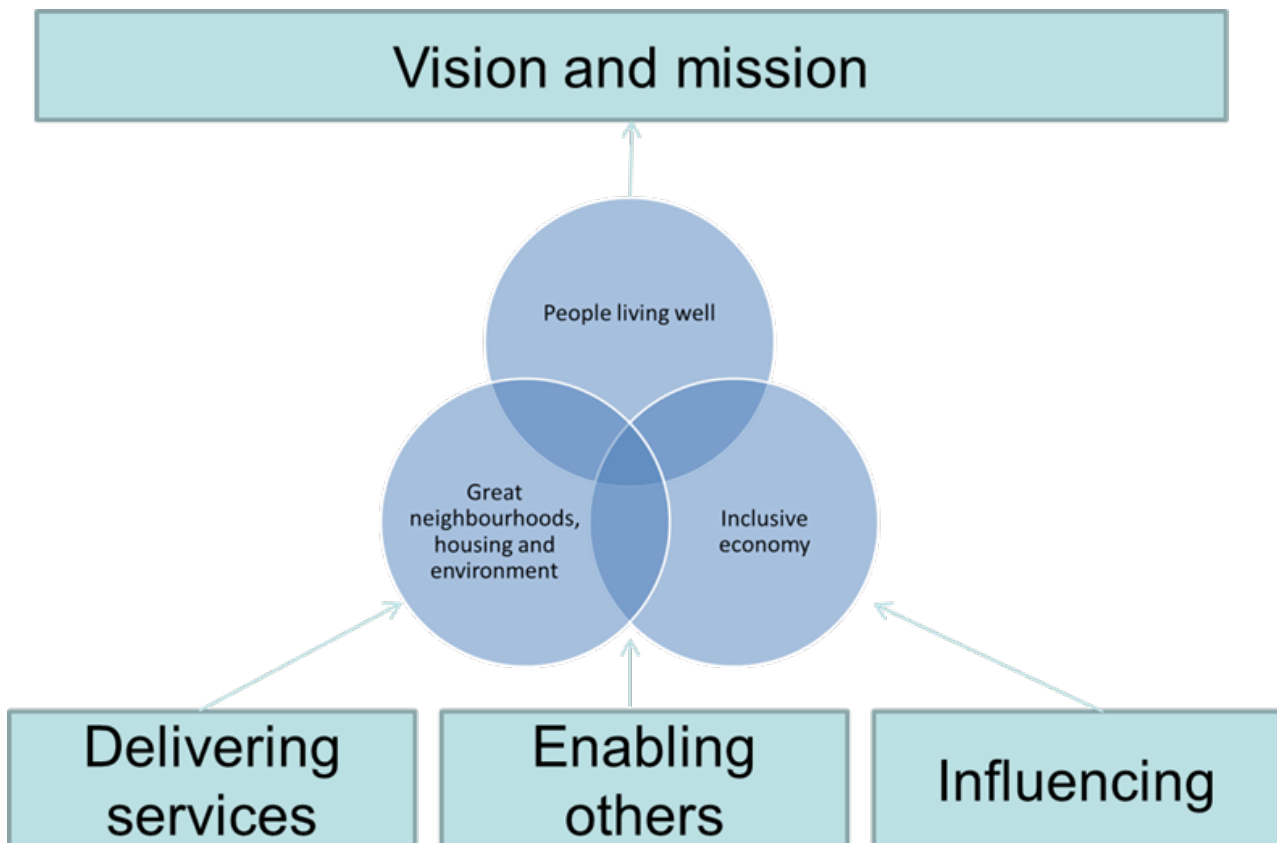 Vision and mission
People living well
Great
neighbourhoods,
housing and
environment
Inclusive
economy
Delivering
services
Enabling
others
Influencing